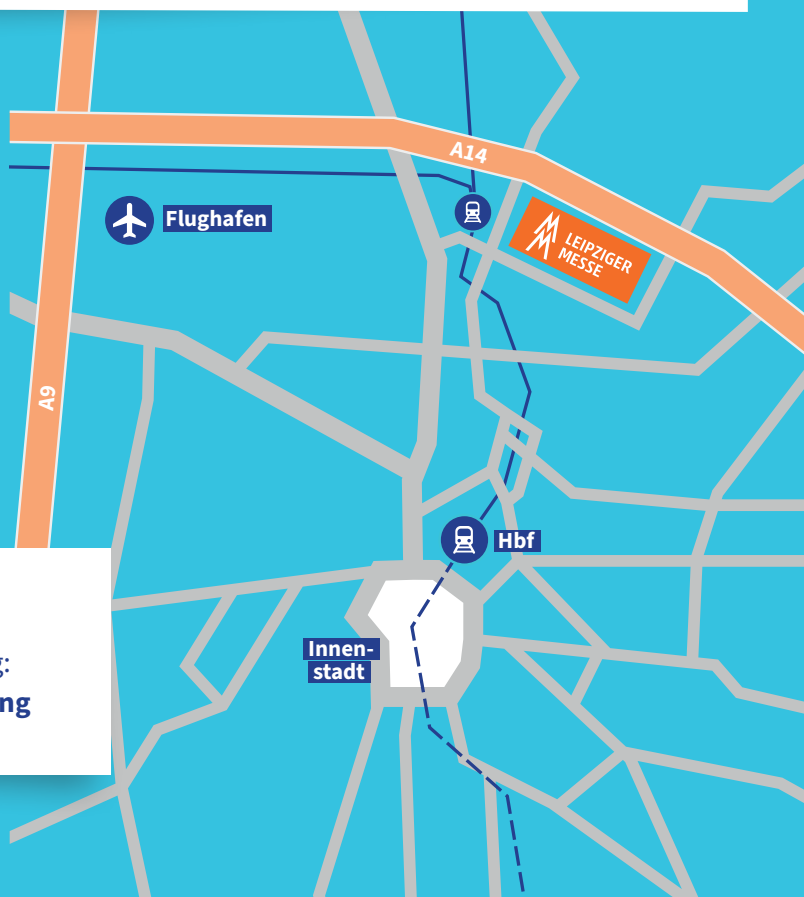 A14
Flughafen
LEIPZIGER
MESSE
A9
Hbf
Innen-
stadt
ng